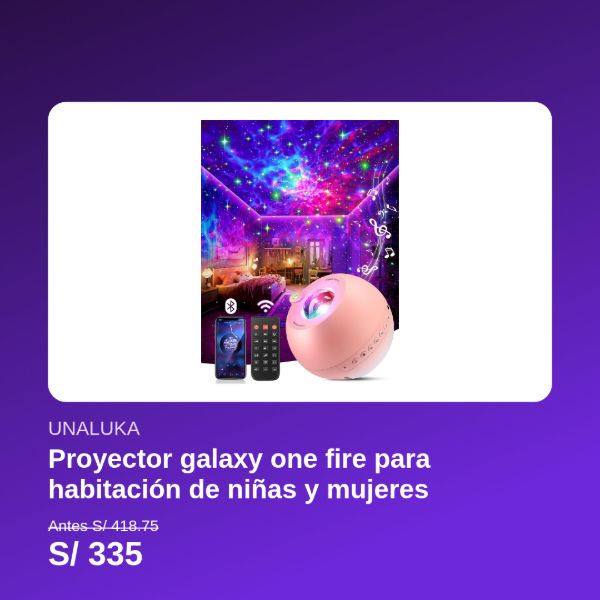 UNALUKA
Proyector galaxy one fire para
habitación de niñas y mujeres
Antes S/ 418.75
S/ 335